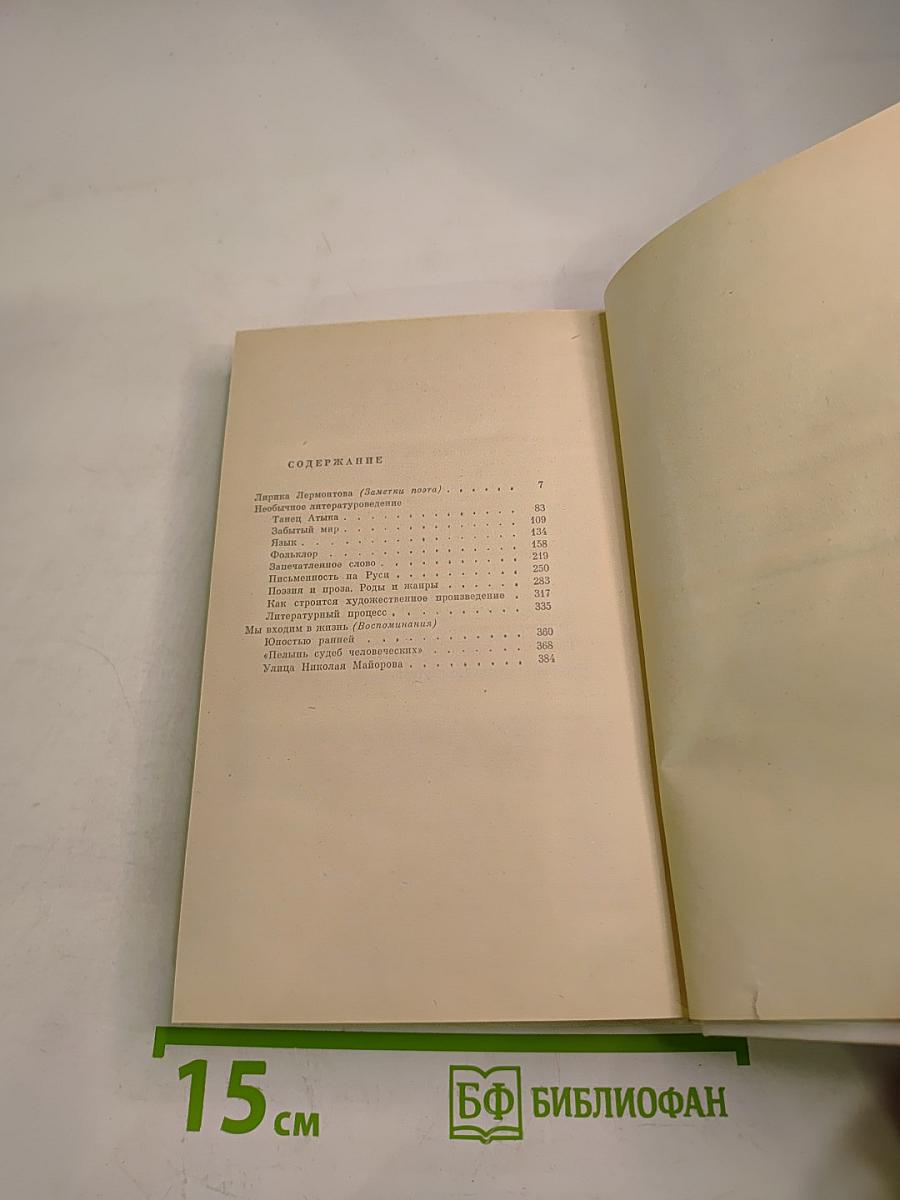 СОДЕРЖАНИЕ
Лирика Лермонтова (Заметки поэта) . . . . . . 7
Необычное литературоведение
Танец Атыка . . . . . . . . . . . . 83
Забытый мир . . . . . . . . . . . . 109
Язык . . . . . . . . . . . . . . 134
Фольклор . . . . . . . . . . . . . 158
Запечатленное слово . . . . . . . . . . 219
Письменность на Руси . . . . . . . . . 250
Поэзия и проза. Роды и жанры . . . . . . 283
Как строится художественное произведение . 317
Литературный процесс . . . . . . . . . 335
Мы входим в жизнь (Воспоминания)
Юностью ранней . . . . . . . . . . . 360
«Полынь судеб человеческих» . . . . . . . 368
Улица Николая Майорова . . . . . . . . . 384
15 см
БФ БИБЛИОФАН